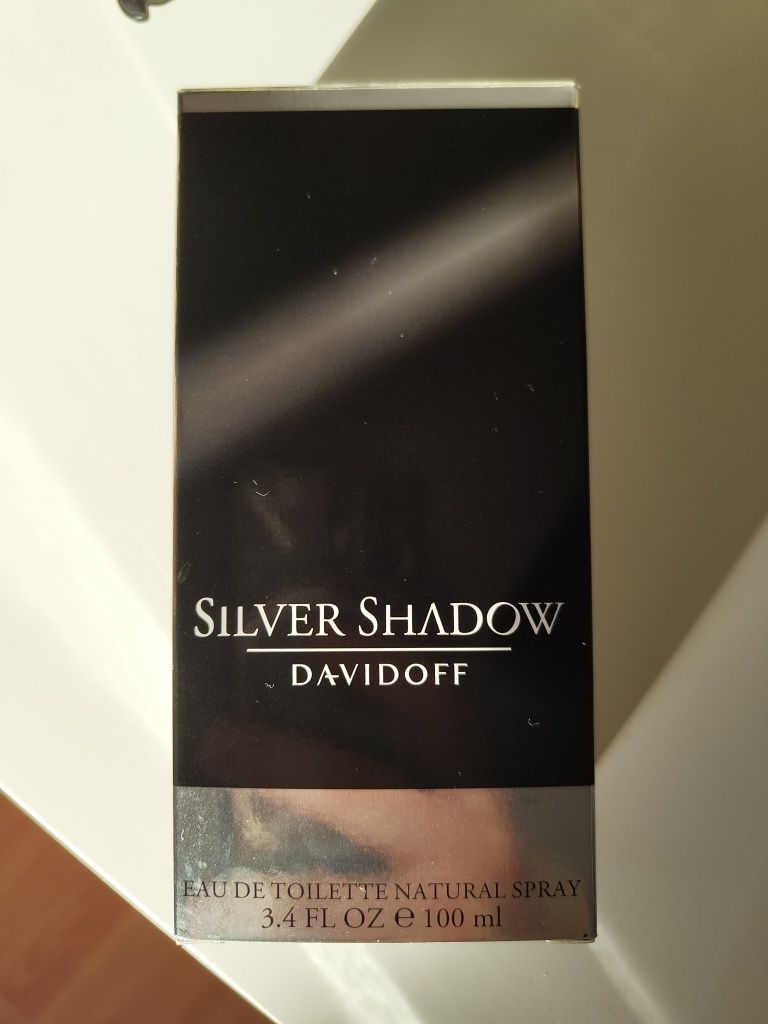 SILVER SHADOW
DAVIDOFF
EAU DE TOILETTE NATURAL SPRAY
3.4 FL OZ ℮ 100 ml